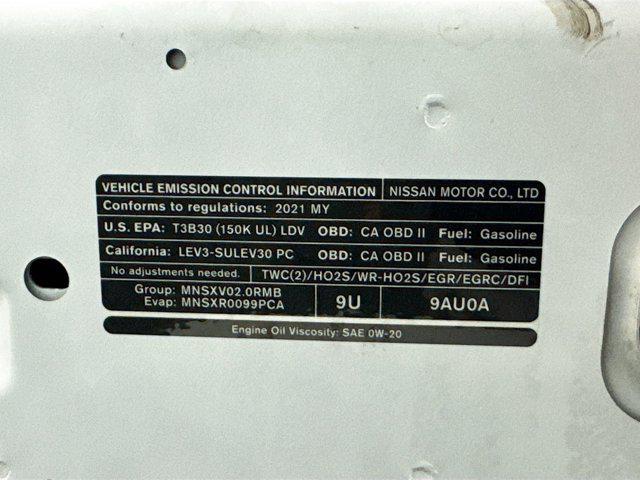 VEHICLE EMISSION CONTROL INFORMATION NISSAN MOTOR CO., LTD
Conforms to regulations: 2021 MY
U.S. EPA: T3B30 (150K UL) LDV OBD: CA OBD II Fuel: Gasoline
California: LEV3-SULEV30 PC OBD: CA OBD II Fuel: Gasoline
No adjustments needed. TWC(2)/HO2S/WR-HO2S/EGR/EGRC/DFI
Group: MNSXV02.0RMB
Evap: MNSXR0099PCA
9U 9AU0A
Engine Oil Viscosity: SAE 0W-20